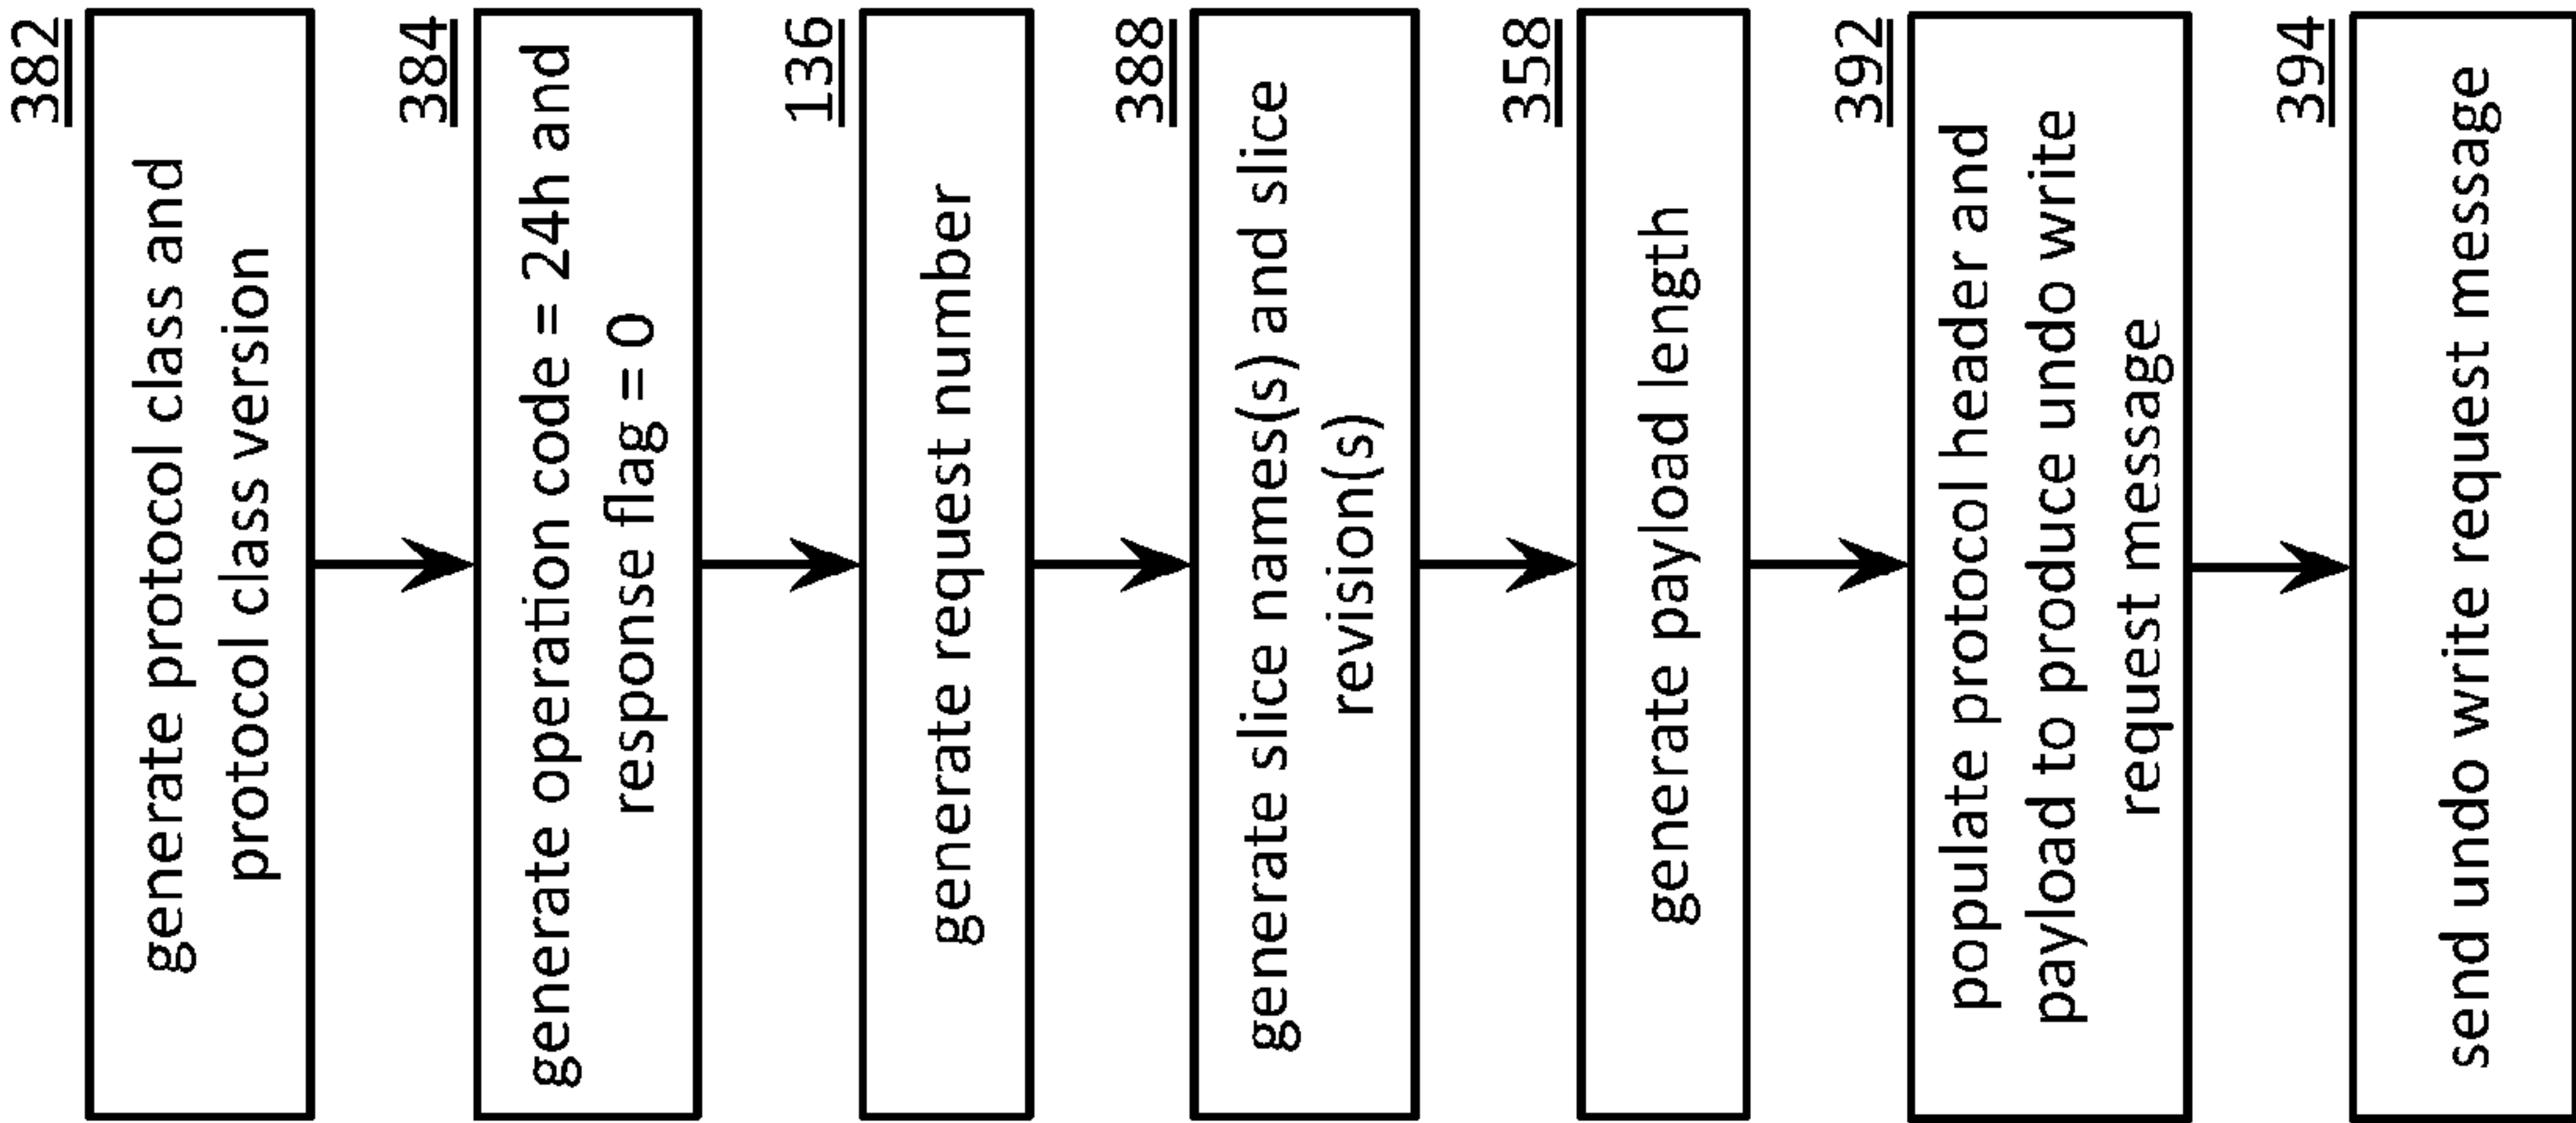 382
generate protocol class and
protocol class version
384
generate operation code = 24h and
response flag = 0
136
generate request number
388
generate slice names(s) and slice
revision(s)
358
generate payload length
392
populate protocol header and
payload to produce undo write
request message
394
send undo write request message